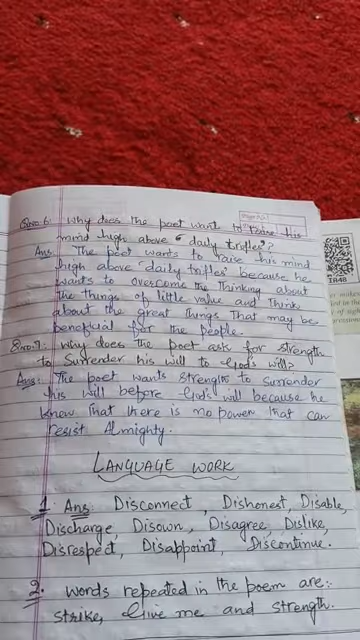 Page No.
Q.no.6: Why does the poet want to raise his
mind high above "daily trifles"?
Ans: The poet wants to raise his mind
high above "daily trifles" because he
wants to overcome the thinking about
the things of little value and think
about the great things that may be
beneficial for the people.
Q.no.7: Why does the poet ask for strength
to Surrender his will to God's will?
Ans: The poet wants strength to surrender
his will before God's will because he
knew that there is no power that can
resist Almighty.
LANGUAGE WORK
1. Ans: Disconnect, Dishonest, Disable,
Discharge, Disown, Disagree, Dislike,
Disrespect, Disappoint, Discontinue.
2. Words repeated in the poem are:-
strike, Give me and strength.
1R48